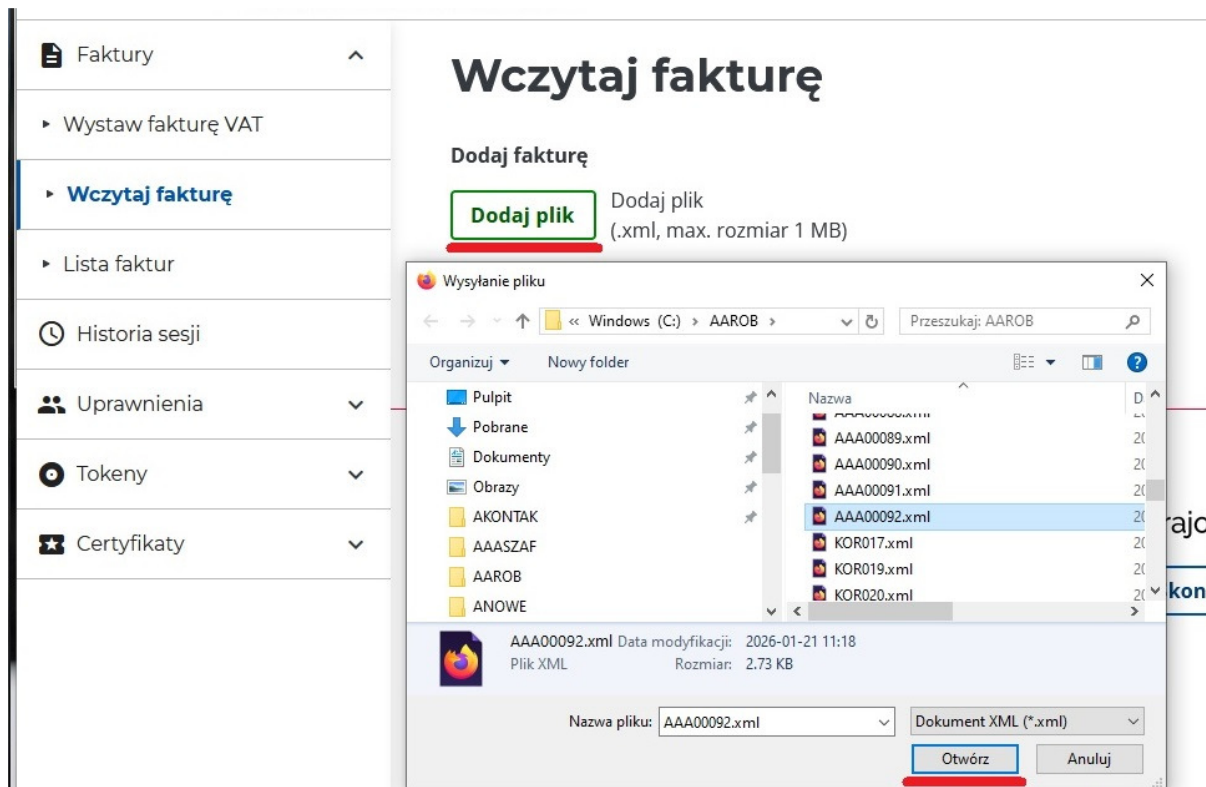 Faktury
Wystaw fakturę VAT
Wczytaj fakturę
Lista faktur
Historia sesji
Uprawnienia
Tokeny
Certyfikaty
Wczytaj fakturę
Dodaj fakturę
Dodaj plik
Dodaj plik
(.xml, max. rozmiar 1 MB)
Wysyłanie pliku
« Windows (C:) › AAROB ›
Przeszukaj: AAROB
Organizuj
Nowy folder
Pulpit
Pobrane
Dokumenty
Obrazy
AKONTAK
AAASZAF
AAROB
ANOWE
Nazwa
AAA00089.xml
AAA00090.xml
AAA00091.xml
AAA00092.xml
KOR017.xml
KOR019.xml
KOR020.xml
AAA00092.xml Data modyfikacji: 2026-01-21 11:18
Plik XML Rozmiar: 2.73 KB
Nazwa pliku: AAA00092.xml
Dokument XML (*.xml)
Otwórz
Anuluj